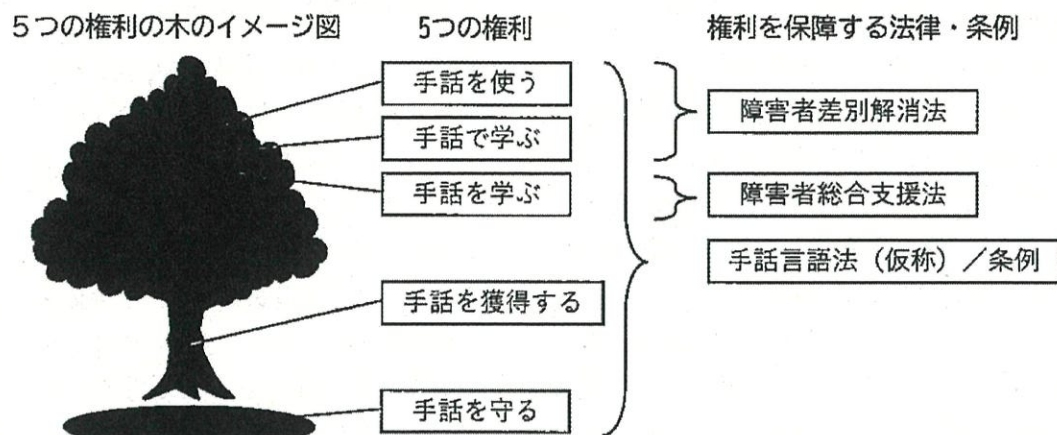 ５つの権利の木のイメージ図
5つの権利
権利を保障する法律・条例
手話を使う
手話で学ぶ
手話を学ぶ
手話を獲得する
手話を守る
障害者差別解消法
障害者総合支援法
手話言語法（仮称）／条例